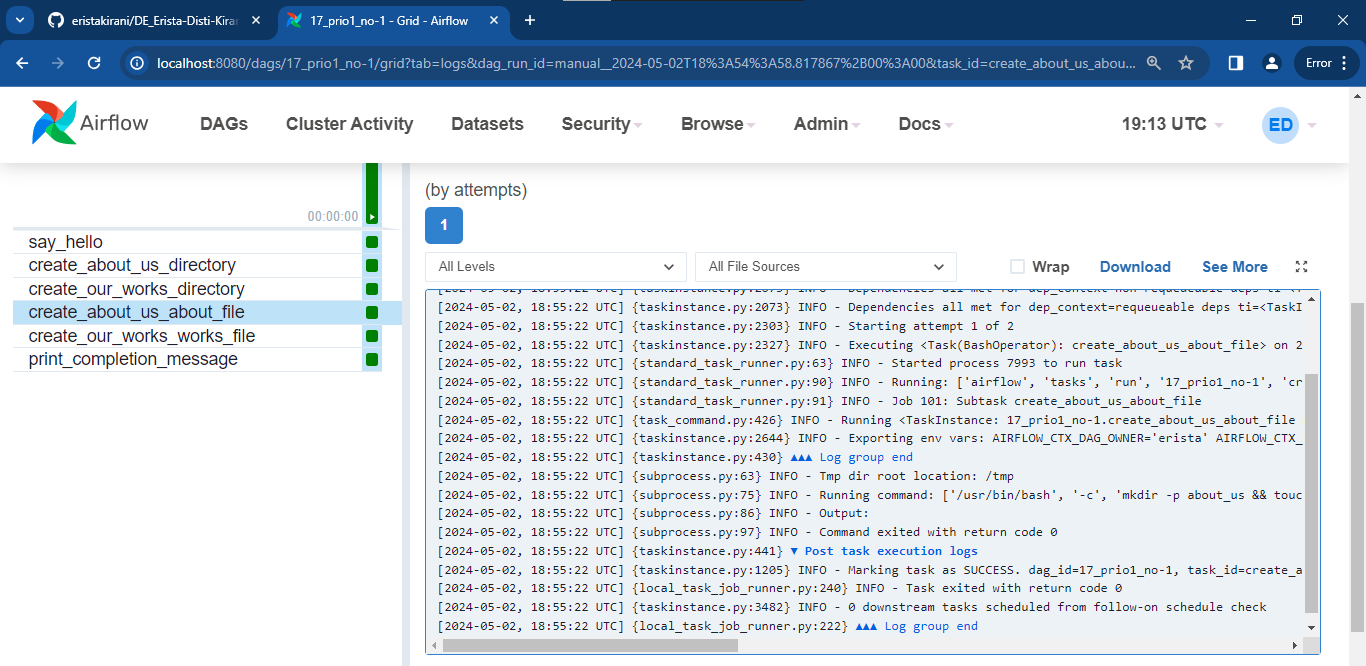 eristakirani/DE_Erista-Disti-Kirar
17_prio1_no-1 - Grid - Airflow
localhost:8080/dags/17_prio1_no-1/grid?tab=logs&dag_run_id=manual__2024-05-02T18%3A54%3A58.817867%2B00%3A00&task_id=create_about_us_abou...
Error
Airflow
DAGs
Cluster Activity
Datasets
Security
Browse
Admin
Docs
19:13 UTC
ED
00:00:00
say_hello
create_about_us_directory
create_our_works_directory
create_about_us_about_file
create_our_works_works_file
print_completion_message
(by attempts)
1
All Levels
All File Sources
Wrap
Download
See More
[2024-05-02, 18:55:22 UTC] {taskinstance.py:2073} INFO - Dependencies all met for dep_context=requeueable deps ti=<TaskI
[2024-05-02, 18:55:22 UTC] {taskinstance.py:2303} INFO - Starting attempt 1 of 2
[2024-05-02, 18:55:22 UTC] {taskinstance.py:2327} INFO - Executing <Task(BashOperator): create_about_us_about_file> on 2
[2024-05-02, 18:55:22 UTC] {standard_task_runner.py:63} INFO - Started process 7993 to run task
[2024-05-02, 18:55:22 UTC] {standard_task_runner.py:90} INFO - Running: ['airflow', 'tasks', 'run', '17_prio1_no-1', 'cr
[2024-05-02, 18:55:22 UTC] {standard_task_runner.py:91} INFO - Job 101: Subtask create_about_us_about_file
[2024-05-02, 18:55:22 UTC] {task_command.py:426} INFO - Running <TaskInstance: 17_prio1_no-1.create_about_us_about_file
[2024-05-02, 18:55:22 UTC] {taskinstance.py:2644} INFO - Exporting env vars: AIRFLOW_CTX_DAG_OWNER='erista' AIRFLOW_CTX_
[2024-05-02, 18:55:22 UTC] {taskinstance.py:430} ▲▲▲ Log group end
[2024-05-02, 18:55:22 UTC] {subprocess.py:63} INFO - Tmp dir root location: /tmp
[2024-05-02, 18:55:22 UTC] {subprocess.py:75} INFO - Running command: ['/usr/bin/bash', '-c', 'mkdir -p about_us && touc
[2024-05-02, 18:55:22 UTC] {subprocess.py:86} INFO - Output:
[2024-05-02, 18:55:22 UTC] {subprocess.py:97} INFO - Command exited with return code 0
[2024-05-02, 18:55:22 UTC] {taskinstance.py:441} ▼ Post task execution logs
[2024-05-02, 18:55:22 UTC] {taskinstance.py:1205} INFO - Marking task as SUCCESS. dag_id=17_prio1_no-1, task_id=create_a
[2024-05-02, 18:55:22 UTC] {local_task_job_runner.py:240} INFO - Task exited with return code 0
[2024-05-02, 18:55:22 UTC] {taskinstance.py:3482} INFO - 0 downstream tasks scheduled from follow-on schedule check
[2024-05-02, 18:55:22 UTC] {local_task_job_runner.py:222} ▲▲▲ Log group end